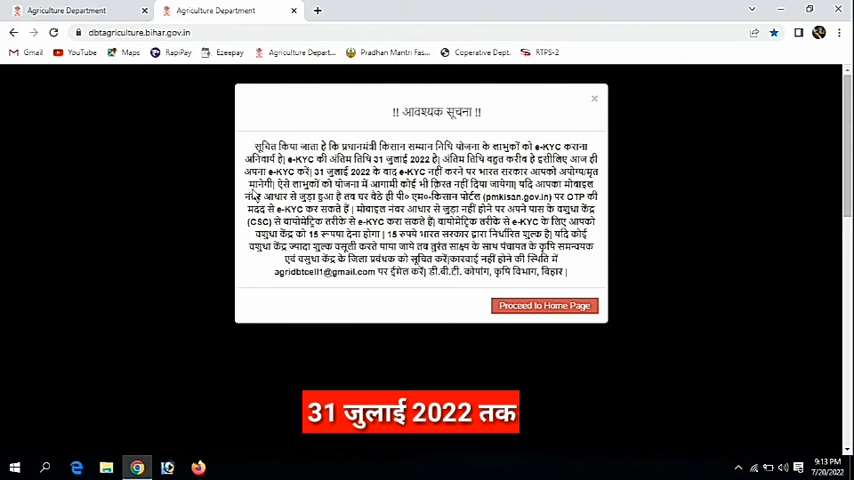 Agriculture Department
Agriculture Department
dbtagriculture.bihar.gov.in
Gmail YouTube Maps RapiPay Ezeepay Agriculture Depart... Pradhan Mantri Fas... Coperative Dept. RTPS-2
!! आवश्यक सूचना !!
सूचित किया जाता है कि प्रधानमंत्री किसान सम्मान निधि योजना के लाभुकों को e-KYC कराना
अनिवार्य है| e-KYC की अंतिम तिथि 31 जुलाई 2022 है| अंतिम तिथि बहुत करीब है इसीलिए आज ही
अपना e-KYC करें| 31 जुलाई 2022 के बाद e-KYC नहीं करने पर भारत सरकार आपको अयोग्य/मृत
मानेगी| ऐसे लाभुकों को योजना में आगामी कोई भी क़िस्त नहीं दिया जायेगा| यदि आपका मोबाइल
नंबर आधार से जुड़ा हुआ है तब घर बैठे ही पी० एम०-किसान पोर्टल (pmkisan.gov.in) पर OTP की
मदद से e-KYC कर सकते हैं | मोबाइल नंबर आधार से जुड़ा नहीं होने पर अपने पास के वसुधा केंद्र
(CSC) से बायोमेट्रिक तरीके से e-KYC करा सकते हैं| बायोमेट्रिक तरीके से e-KYC के लिए आपको
वसुधा केंद्र को 15 रूपया देना होगा | 15 रुपये भारत सरकार द्वारा निर्धारित शुल्क है| यदि कोई
वसुधा केंद्र ज्यादा शुल्क वसूली करते पाया जाये तब तुरंत साक्ष्य के साथ पंचायत के कृषि समन्वयक
एवं वसुधा केंद्र के जिला प्रबंधक को सूचित करें|कारवाई नहीं होने की स्थिति में
agridbtcell1@gmail.com पर ईमेल करें| डी.बी.टी. कोषांग, कृषि विभाग, बिहार |
Proceed to Home Page
31 जुलाई 2022 तक
9:13 PM
7/20/2022